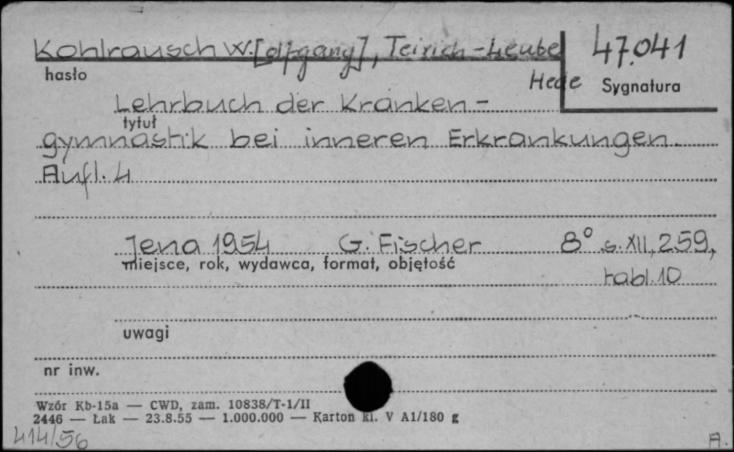 Kohlrausch W.[olfgang], Teirich-Leube
Hede
47.041
hasło
Sygnatura
Lehrbuch der Kranken-
tytuł
gymnastik bei inneren Erkrankungen.
Aufl. 4
Jena 1954 G. Fischer 8° s. XII, 259,
miejsce, rok, wydawca, format, objętość
tabl. 10
uwagi
nr inw.
Wzór Kb-15a — CWD, zam. 10838/T-1/II
2446 — Łak — 23.8.55 — 1.000.000 — Karton kl. V A1/180 g
414/56
A.